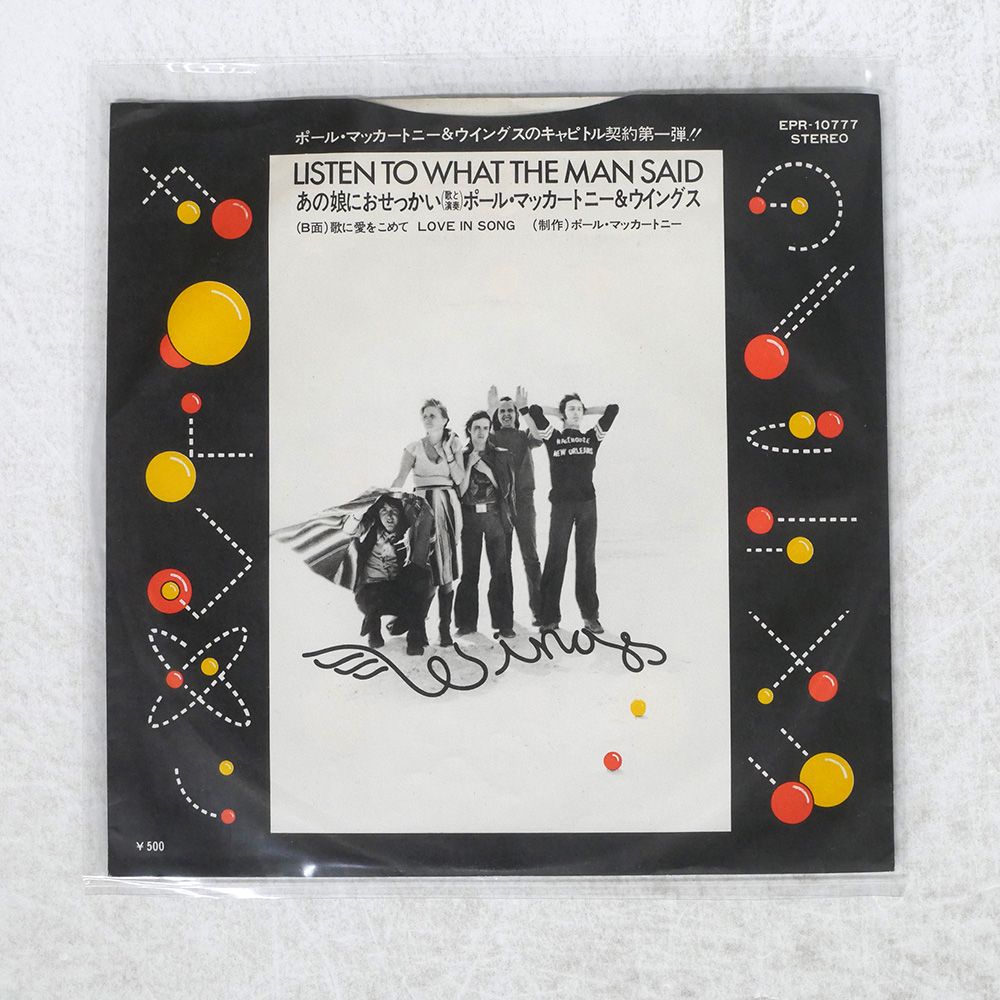 ポール・マッカートニー&ウイングスのキャピトル契約第一弾!!
EPR-10777
STEREO
LISTEN TO WHAT THE MAN SAID
あの娘におせっかい(歌と演奏)ポール・マッカートニー&ウイングス
(B面)歌に愛をこめて LOVE IN SONG (制作)ポール・マッカートニー
NEW ORLEANS
Wings
¥500